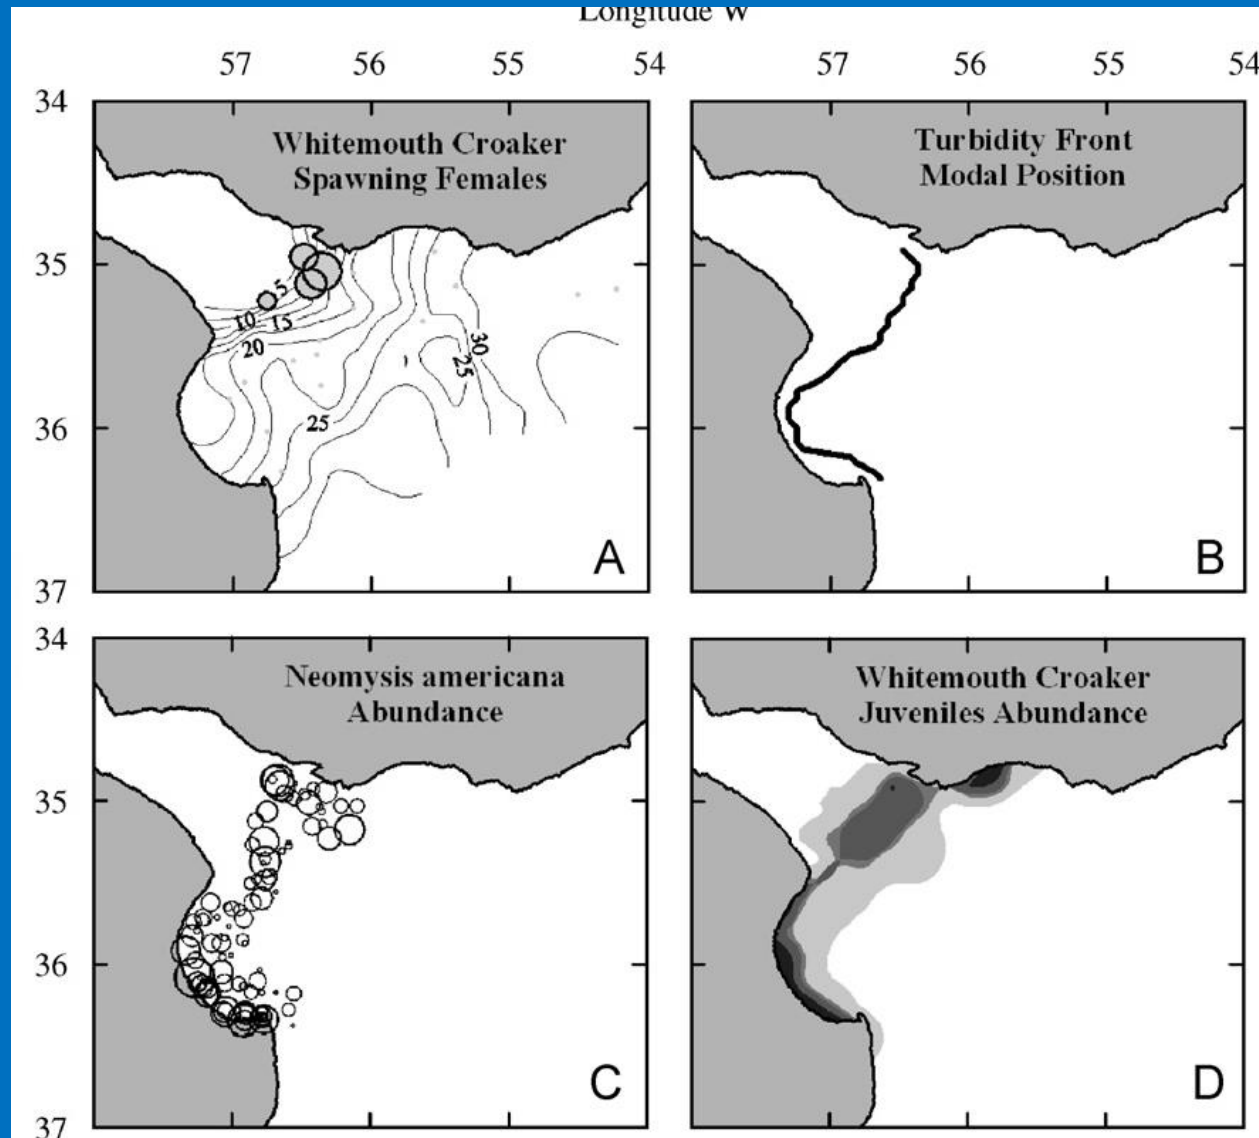 Longitude W
57 56 55 54
57 56 55 54
34
Whitemouth Croaker
Spawning Females
35
5
10
15
20
30
25
25
36
A
37
Turbidity Front
Modal Position
B
34
Neomysis americana
Abundance
35
36
C
37
Whitemouth Croaker
Juveniles Abundance
D